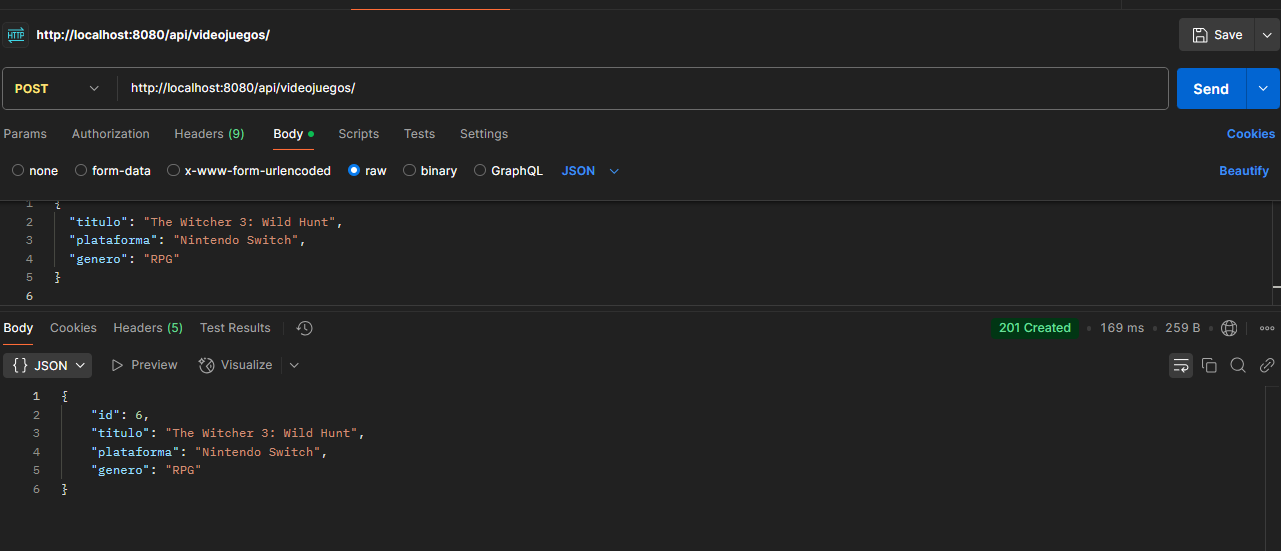 HTTP http://localhost:8080/api/videojuegos/ Save
POST http://localhost:8080/api/videojuegos/ Send
Params Authorization Headers (9) Body Scripts Tests Settings Cookies
none form-data x-www-form-urlencoded raw binary GraphQL JSON Beautify
1 {
2 "titulo": "The Witcher 3: Wild Hunt",
3 "plataforma": "Nintendo Switch",
4 "genero": "RPG"
5 }
6
Body Cookies Headers (5) Test Results 201 Created 169 ms 259 B
{} JSON Preview Visualize
1 {
2 "id": 6,
3 "titulo": "The Witcher 3: Wild Hunt",
4 "plataforma": "Nintendo Switch",
5 "genero": "RPG"
6 }